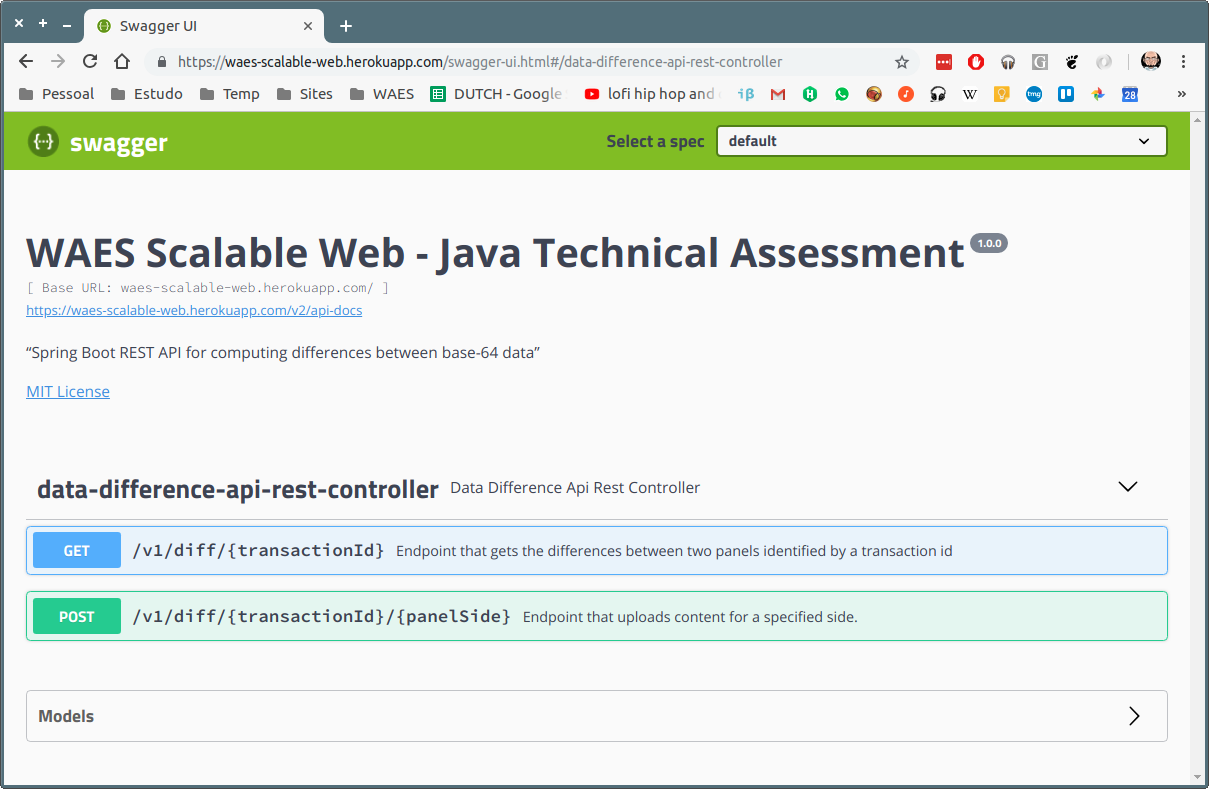 Swagger UI
https://waes-scalable-web.herokuapp.com/swagger-ui.html#/data-difference-api-rest-controller
Pessoal Estudo Temp Sites WAES DUTCH - Google lofi hip hop and iβ M H W tmg 28 »
{··} swagger Select a spec default
WAES Scalable Web - Java Technical Assessment 1.0.0
[ Base URL: waes-scalable-web.herokuapp.com/ ]
https://waes-scalable-web.herokuapp.com/v2/api-docs
“Spring Boot REST API for computing differences between base-64 data”
MIT License
data-difference-api-rest-controller Data Difference Api Rest Controller
GET /v1/diff/{transactionId} Endpoint that gets the differences between two panels identified by a transaction id
POST /v1/diff/{transactionId}/{panelSide} Endpoint that uploads content for a specified side.
Models